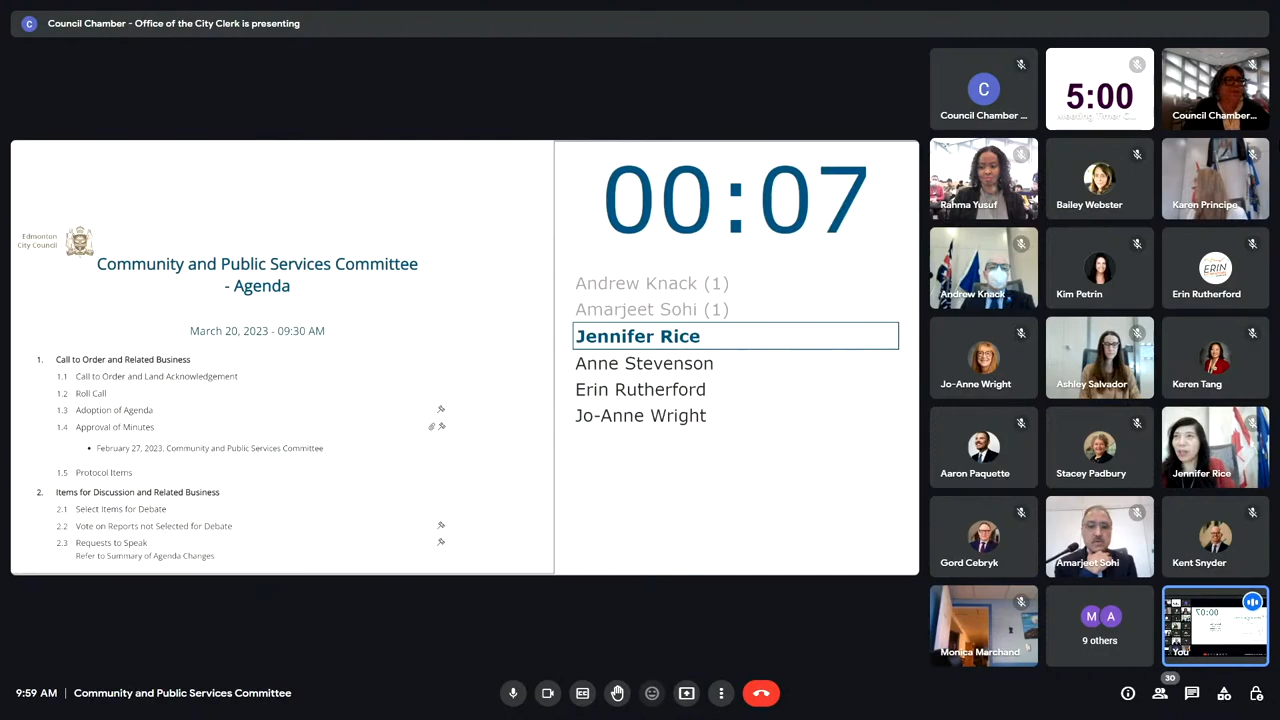 C Council Chamber - Office of the City Clerk is presenting
Edmonton
City Council
Community and Public Services Committee
- Agenda
March 20, 2023 - 09:30 AM
1. Call to Order and Related Business
1.1 Call to Order and Land Acknowledgement
1.2 Roll Call
1.3 Adoption of Agenda
1.4 Approval of Minutes
• February 27, 2023, Community and Public Services Committee
1.5 Protocol Items
2. Items for Discussion and Related Business
2.1 Select Items for Debate
2.2 Vote on Reports not Selected for Debate
2.3 Requests to Speak
Refer to Summary of Agenda Changes
00:07
Andrew Knack (1)
Amarjeet Sohi (1)
Jennifer Rice
Anne Stevenson
Erin Rutherford
Jo-Anne Wright
C
Council Chamber ...
5:00
Meeting Timer C...
Council Chamber...
Rahma Yusuf
Bailey Webster
Karen Principe
Andrew Knack
Kim Petrin
ERIN
Erin Rutherford
Jo-Anne Wright
Ashley Salvador
Keren Tang
Aaron Paquette
Stacey Padbury
Jennifer Rice
Gord Cebryk
Amarjeet Sohi
Kent Snyder
Monica Marchand
M A
9 others
00:07
You
9:59 AM | Community and Public Services Committee
30